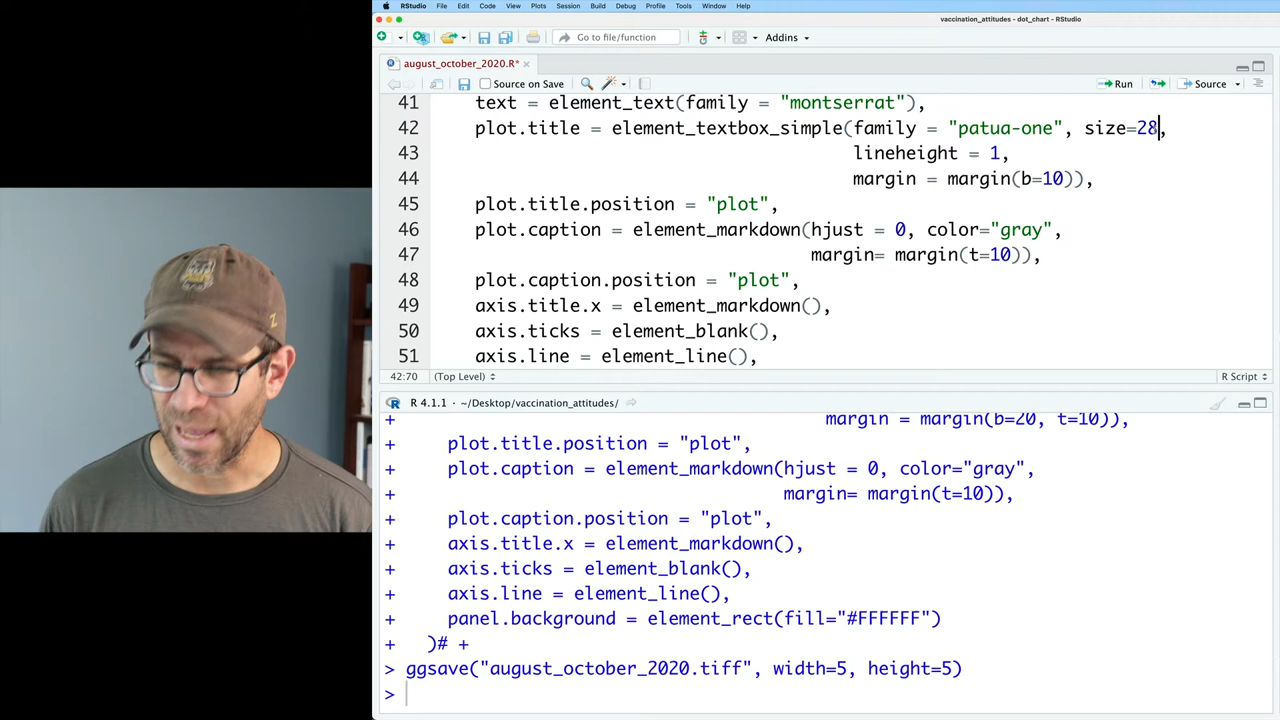 RStudio File Edit Code View Plots Session Build Debug Profile Tools Window Help
vaccination_attitudes - dot_chart - RStudio
Go to file/function Addins
august_october_2020.R*
Source on Save Run Source
41 text = element_text(family = "montserrat"),
42 plot.title = element_textbox_simple(family = "patua-one", size=28,
43 lineheight = 1,
44 margin = margin(b=10)),
45 plot.title.position = "plot",
46 plot.caption = element_markdown(hjust = 0, color="gray",
47 margin= margin(t=10)),
48 plot.caption.position = "plot",
49 axis.title.x = element_markdown(),
50 axis.ticks = element_blank(),
51 axis.line = element_line(),
42:70 (Top Level) R Script
R 4.1.1 · ~/Desktop/vaccination_attitudes/
+ margin = margin(b=20, t=10)),
+ plot.title.position = "plot",
+ plot.caption = element_markdown(hjust = 0, color="gray",
+ margin= margin(t=10)),
+ plot.caption.position = "plot",
+ axis.title.x = element_markdown(),
+ axis.ticks = element_blank(),
+ axis.line = element_line(),
+ panel.background = element_rect(fill="#FFFFFF")
+ )# +
> ggsave("august_october_2020.tiff", width=5, height=5)
>